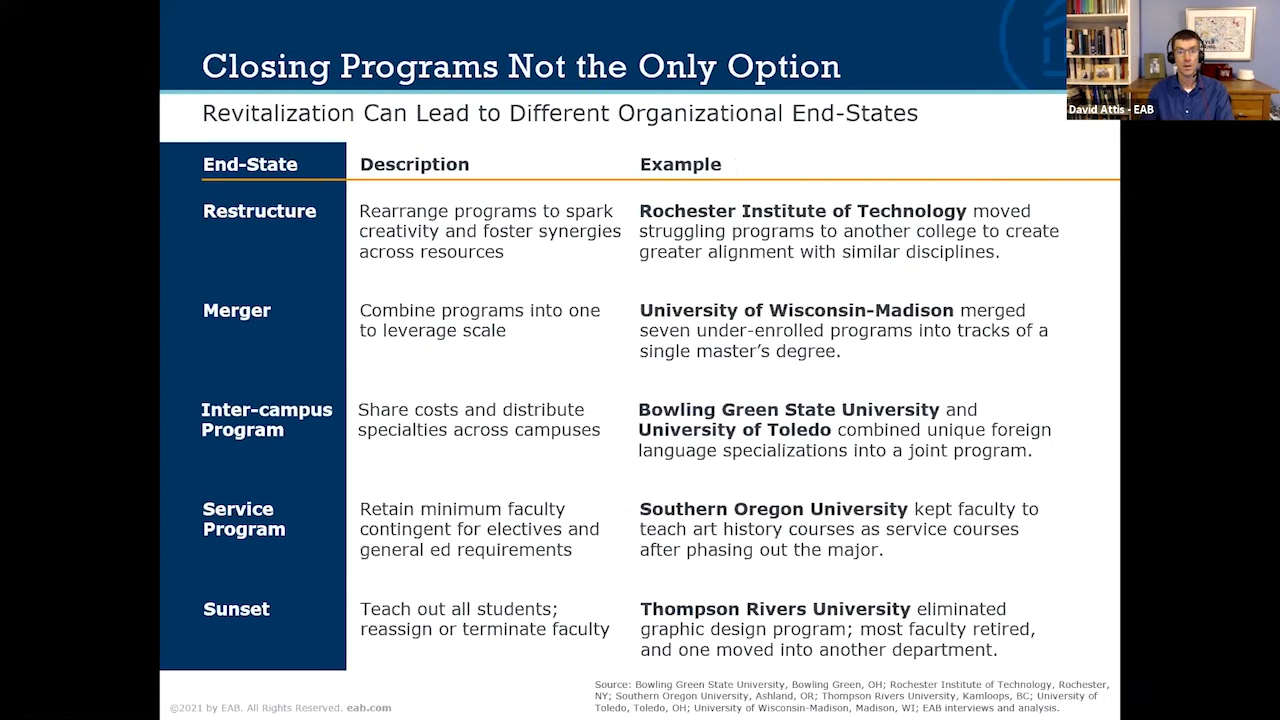 Closing Programs Not the Only Option
David Attis - EAB
Revitalization Can Lead to Different Organizational End-States
End-State
Description
Example
Restructure
Rearrange programs to spark
creativity and foster synergies
across resources
Rochester Institute of Technology moved
struggling programs to another college to create
greater alignment with similar disciplines.
Merger
Combine programs into one
to leverage scale
University of Wisconsin-Madison merged
seven under-enrolled programs into tracks of a
single master's degree.
Inter-campus
Program
Share costs and distribute
specialties across campuses
Bowling Green State University and
University of Toledo combined unique foreign
language specializations into a joint program.
Service
Program
Retain minimum faculty
contingent for electives and
general ed requirements
Southern Oregon University kept faculty to
teach art history courses as service courses
after phasing out the major.
Sunset
Teach out all students;
reassign or terminate faculty
Thompson Rivers University eliminated
graphic design program; most faculty retired,
and one moved into another department.
Source: Bowling Green State University, Bowling Green, OH; Rochester Institute of Technology, Rochester,
NY; Southern Oregon University, Ashland, OR; Thompson Rivers University, Kamloops, BC; University of
Toledo, Toledo, OH; University of Wisconsin-Madison, Madison, WI; EAB interviews and analysis.
©2021 by EAB. All Rights Reserved. eab.com